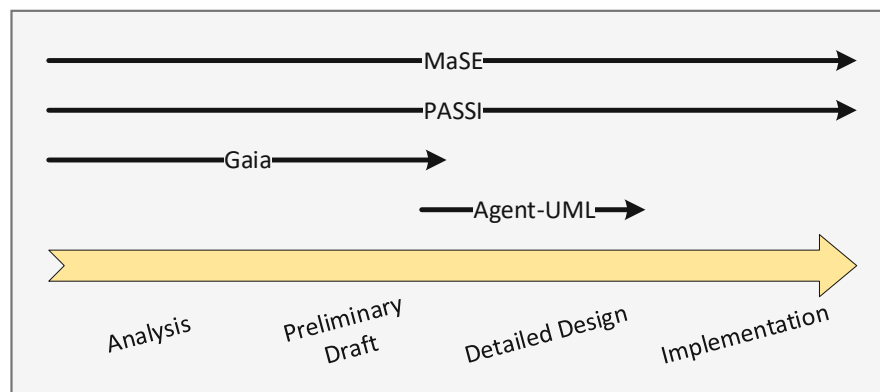 MaSE
PASSI
Gaia
Agent-UML
Analysis
Preliminary
Draft
Detailed Design
Implementation